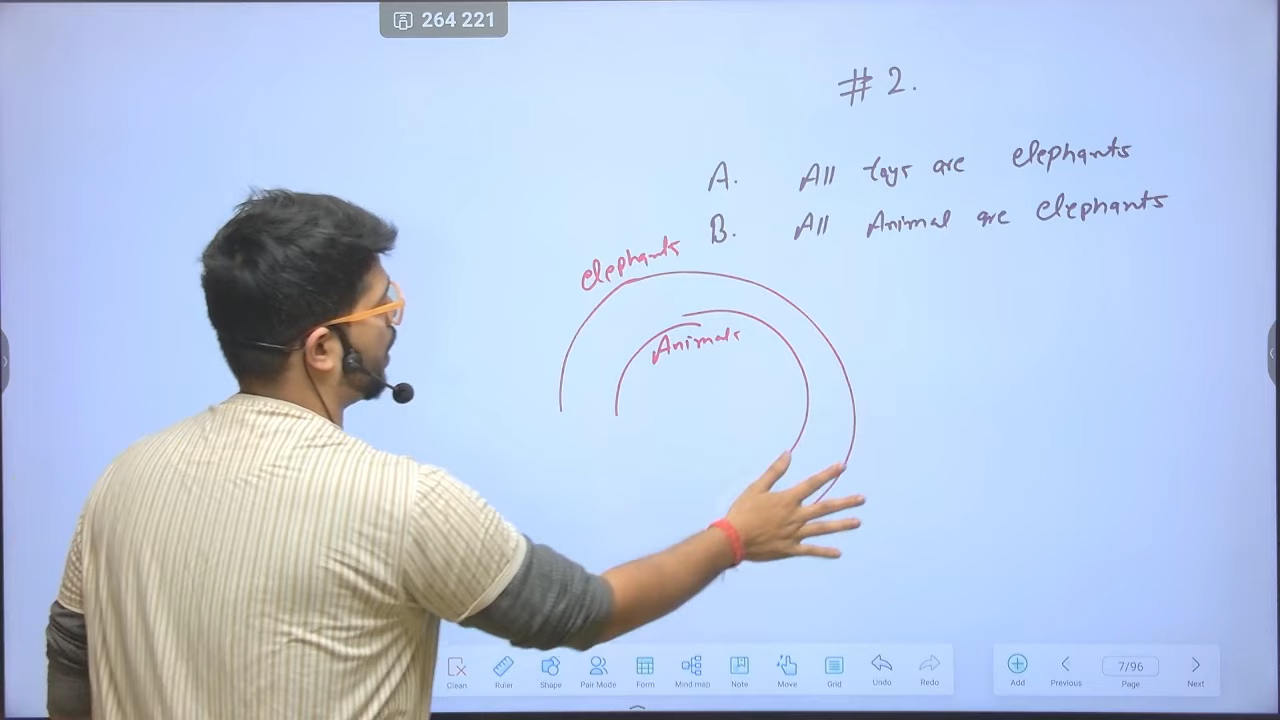 264 221
# 2.
A. All toys are elephants
B. All Animal are elephants
elephants
Animals
Clean Ruler Shape Pair Mode Form Mind map Note Move Grid Undo Redo Add Previous 7/96 Page Next